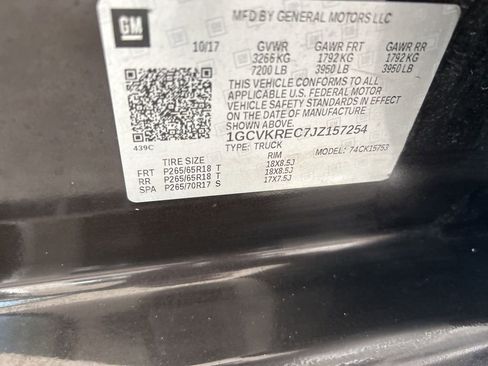 GM
MFD BY GENERAL MOTORS LLC
10/17 GVWR GAWR FRT GAWR RR
3266 KG 1792 KG 1792 KG
7200 LB 3950 LB 3950 LB
THIS VEHICLE CONFORMS TO ALL
APPLICABLE U.S. FEDERAL MOTOR
VEHICLE SAFETY STANDARDS IN EFFECT
ON THE DATE OF MANUFACTURE
SHOWN ABOVE.
1GCVKREC7JZ157254
439C TYPE: TRUCK MODEL: 74CK15753
TIRE SIZE RIM
FRT P265/65R18 T 18X8.5J
RR P265/65R18 T 18X8.5J
SPA P265/70R17 S 17X7.5J